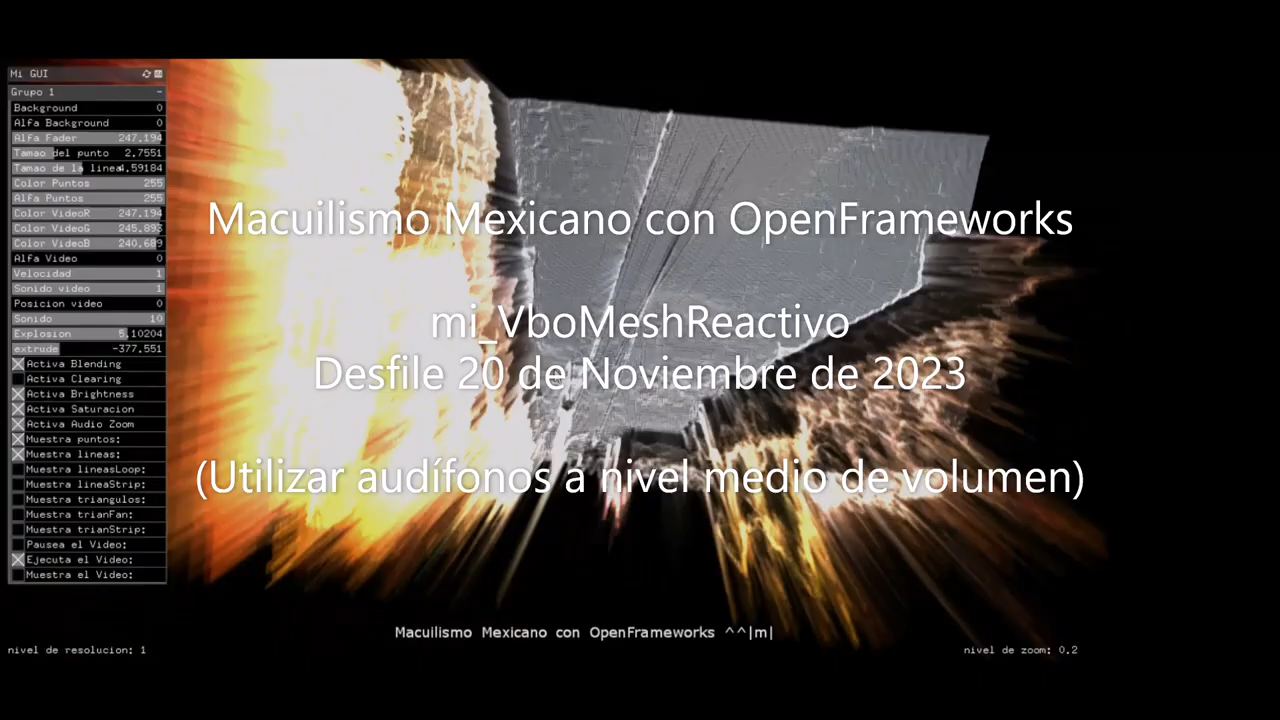 Mi GUI
Grupo 1 -
Background 0
Alfa Background 0
Alfa Fader 247.194
Tamao del punto 2.7551
Tamao de la linea4.59184
Color Puntos 255
Alfa Puntos 255
Color VideoR 247.194
Color VideoG 245.893
Color VideoB 240.689
Alfa Video 0
Velocidad 1
Sonido video 1
Posicion video 0
Sonido 10
Explosion 5.10204
extrude -377.551
Activa Blending
Activa Clearing
Activa Brightness
Activa Saturacion
Activa Audio Zoom
Muestra puntos:
Muestra lineas:
Muestra lineasLoop:
Muestra lineaStrip:
Muestra triangulos:
Muestra trianFan:
Muestra trianStrip:
Pausea el Video:
Ejecuta el Video:
Muestra el Video:
Macuilismo Mexicano con OpenFrameworks
mi_VboMeshReactivo
Desfile 20 de Noviembre de 2023
(Utilizar audífonos a nivel medio de volumen)
Macuilismo Mexicano con OpenFrameworks ^^|m|
nivel de resolucion: 1
nivel de zoom: 0.2